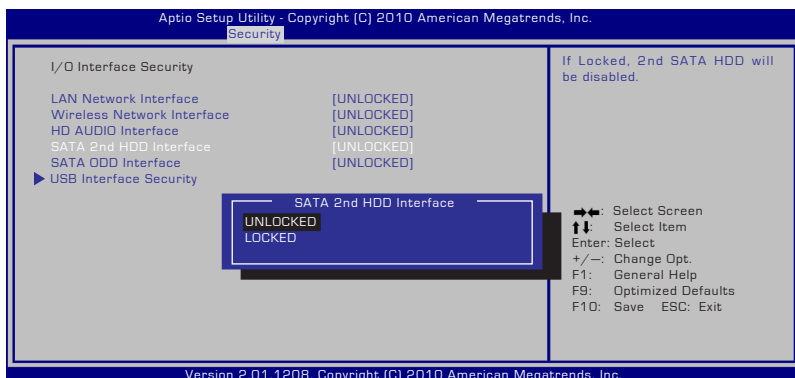 Aptio Setup Utility - Copyright (C) 2010 American Megatrends, Inc.
Security
I/O Interface Security
LAN Network Interface [UNLOCKED]
Wireless Network Interface [UNLOCKED]
HD AUDIO Interface [UNLOCKED]
SATA 2nd HDD Interface [UNLOCKED]
SATA ODD Interface [UNLOCKED]
USB Interface Security
SATA 2nd HDD Interface
UNLOCKED
LOCKED
If Locked, 2nd SATA HDD will
be disabled.
→←: Select Screen
↑↓: Select Item
Enter: Select
+/—: Change Opt.
F1: General Help
F9: Optimized Defaults
F10: Save ESC: Exit
Version 2.01.1208. Copyright (C) 2010 American Megatrends, Inc.